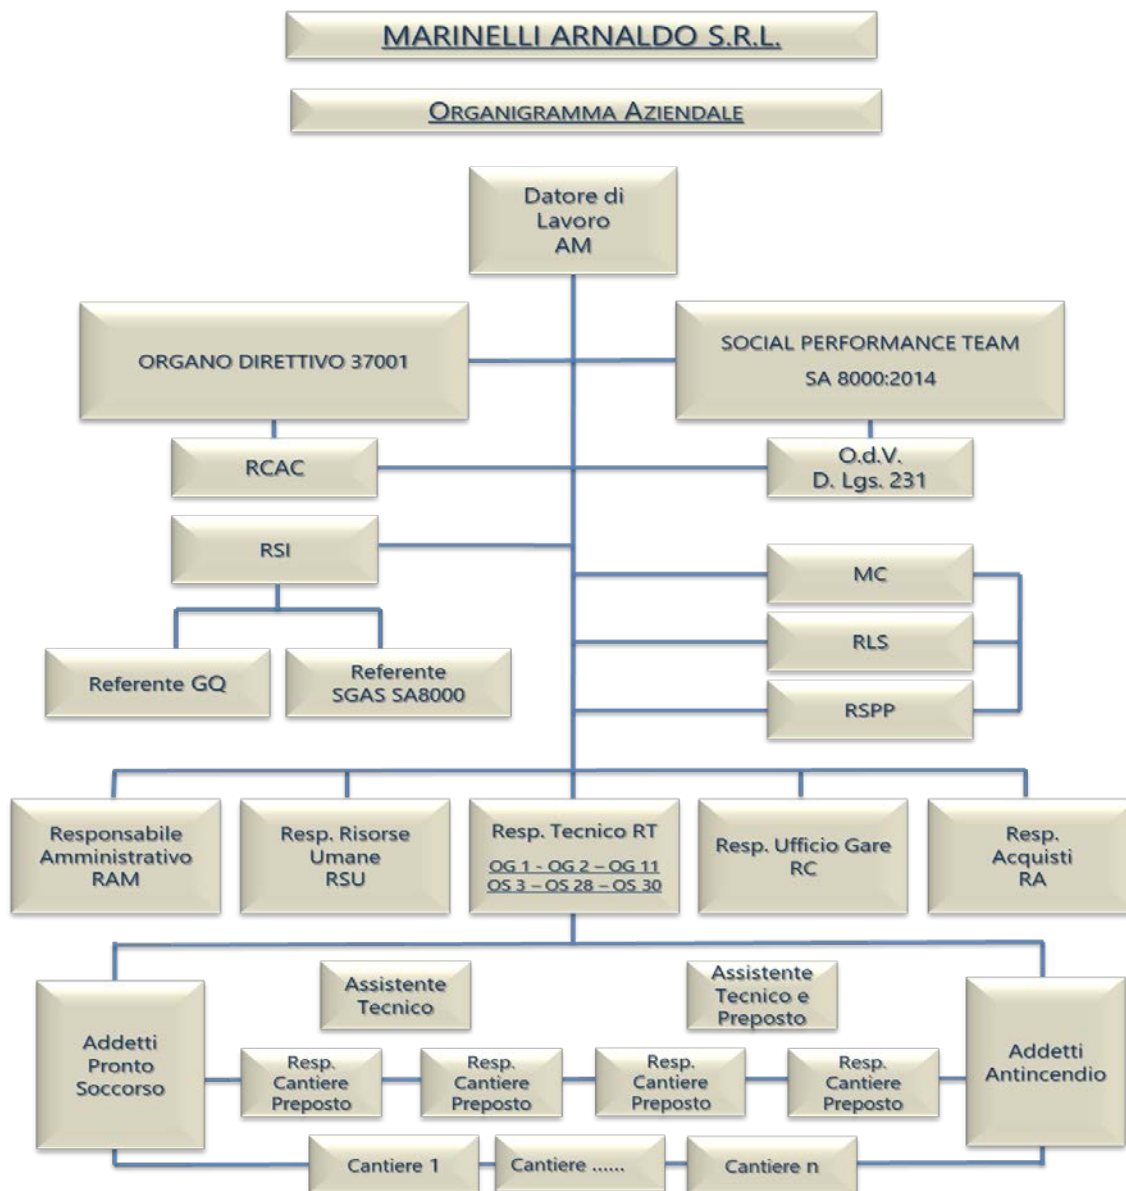 MARINELLI ARNALDO S.R.L.
ORGANIGRAMMA AZIENDALE
Datore di
Lavoro
AM
ORGANO DIRETTIVO 37001
SOCIAL PERFORMANCE TEAM
SA 8000:2014
RCAC
O.d.V.
D. Lgs. 231
RSI
MC
RLS
RSPP
Referente GQ
Referente
SGAS SA8000
Responsabile
Amministrativo
RAM
Resp. Risorse
Umane
RSU
Resp. Tecnico RT
OG 1 - OG 2 – OG 11
OS 3 – OS 28 – OS 30
Resp. Ufficio Gare
RC
Resp.
Acquisti
RA
Addetti
Pronto
Soccorso
Assistente
Tecnico
Assistente
Tecnico e
Preposto
Addetti
Antincendio
Resp.
Cantiere
Preposto
Resp.
Cantiere
Preposto
Resp.
Cantiere
Preposto
Resp.
Cantiere
Preposto
Cantiere 1
Cantiere ......
Cantiere n